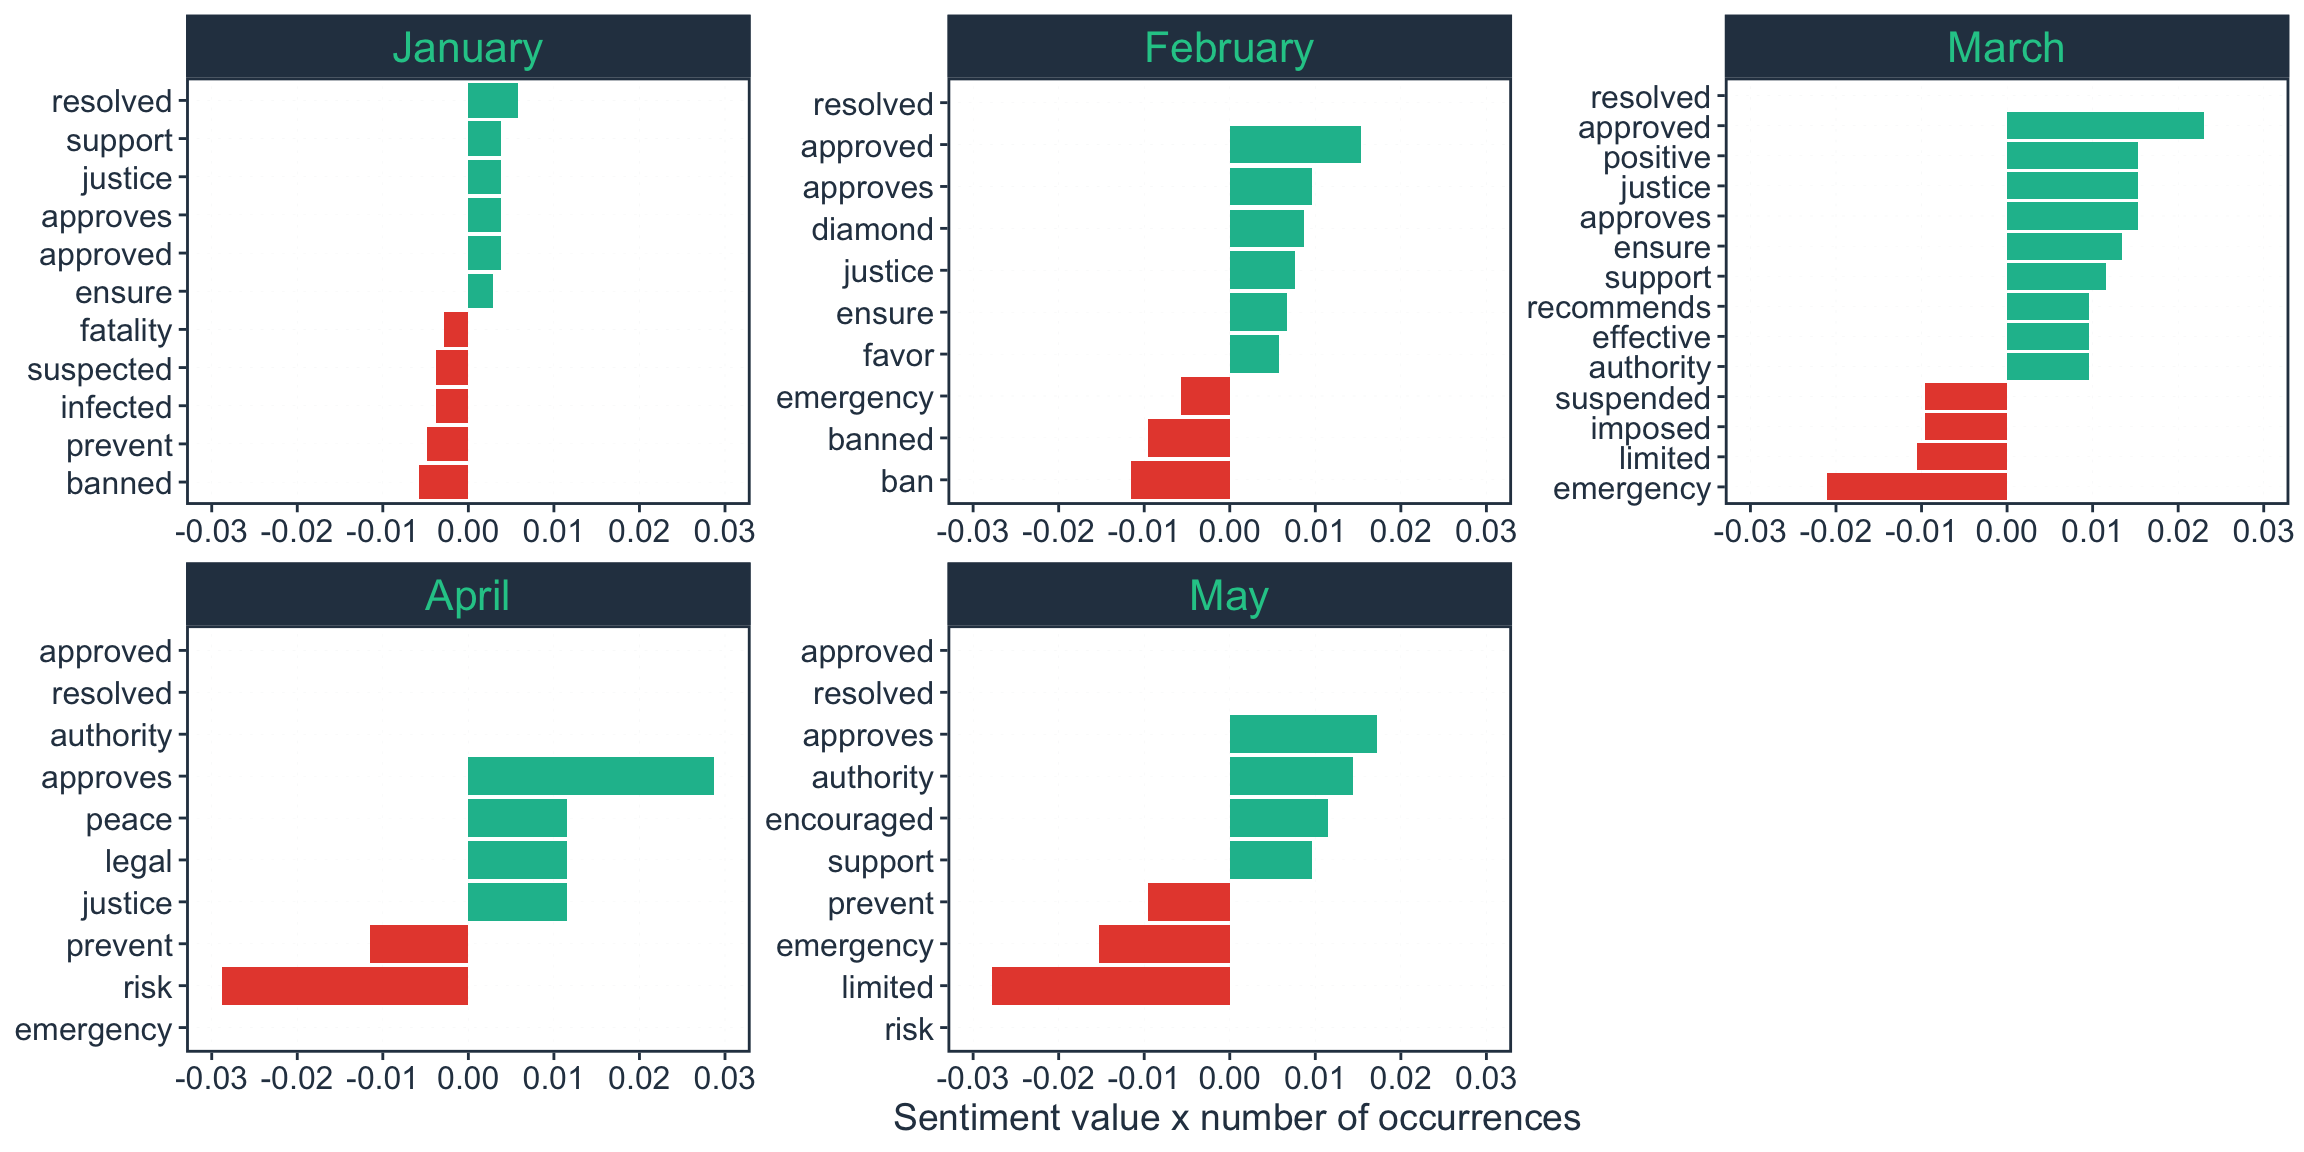 January
resolved
support
justice
approves
approved
ensure
fatality
suspected
infected
prevent
banned
-0.03 -0.02 -0.01 0.00 0.01 0.02 0.03
February
resolved
approved
approves
diamond
justice
ensure
favor
emergency
banned
ban
-0.03 -0.02 -0.01 0.00 0.01 0.02 0.03
March
resolved
approved
positive
justice
approves
ensure
support
recommends
effective
authority
suspended
imposed
limited
emergency
-0.03 -0.02 -0.01 0.00 0.01 0.02 0.03
April
approved
resolved
authority
approves
peace
legal
justice
prevent
risk
emergency
-0.03 -0.02 -0.01 0.00 0.01 0.02 0.03
May
approved
resolved
approves
authority
encouraged
support
prevent
emergency
limited
risk
-0.03 -0.02 -0.01 0.00 0.01 0.02 0.03
Sentiment value x number of occurrences